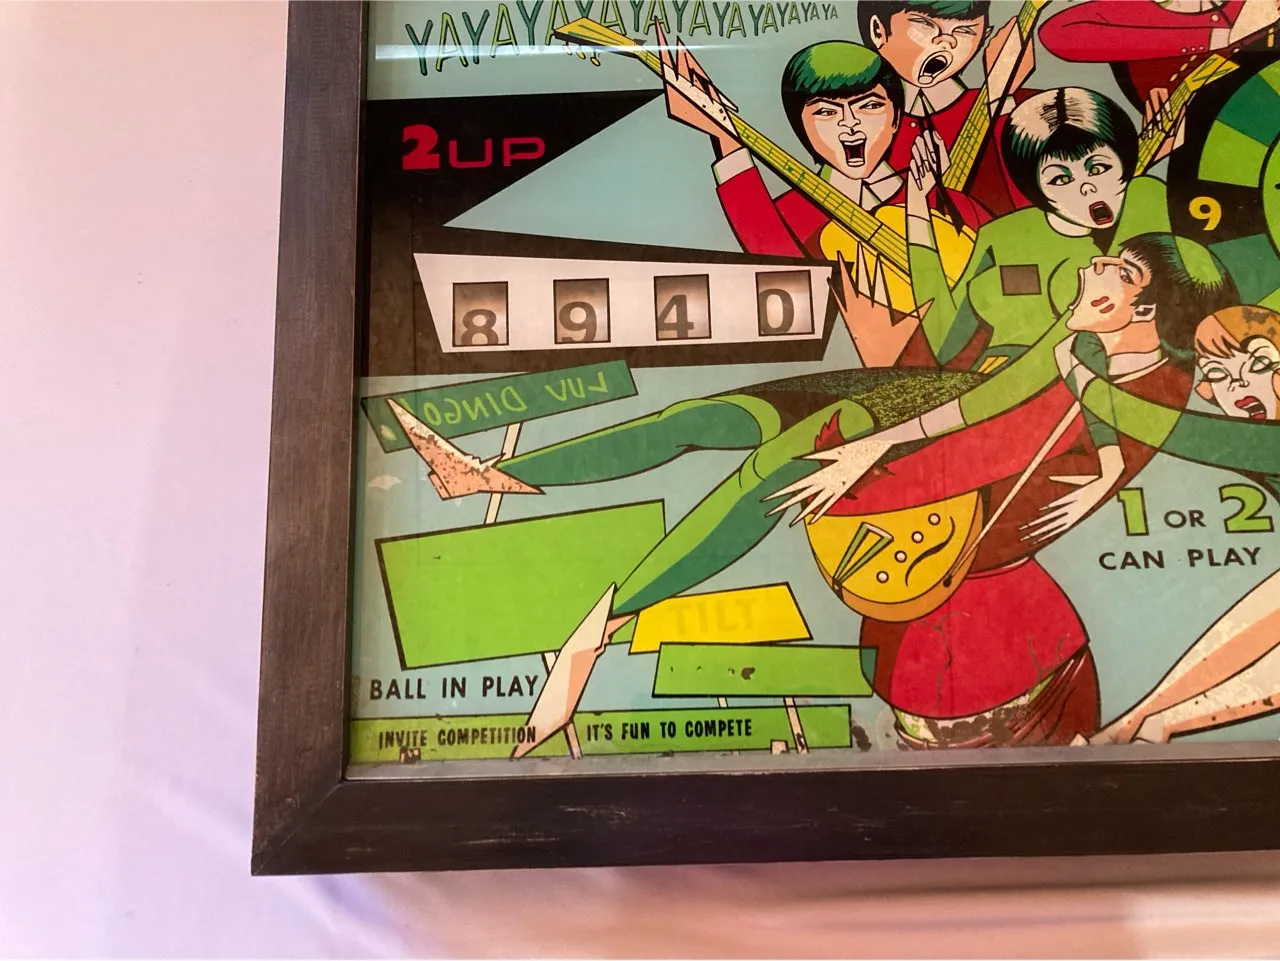 YAYAYAYAYAYAYAYAYAYA
2UP
9
8940
LUV DINGO!
1 OR 2
CAN PLAY
TILT
BALL IN PLAY
INVITE COMPETITION IT'S FUN TO COMPETE